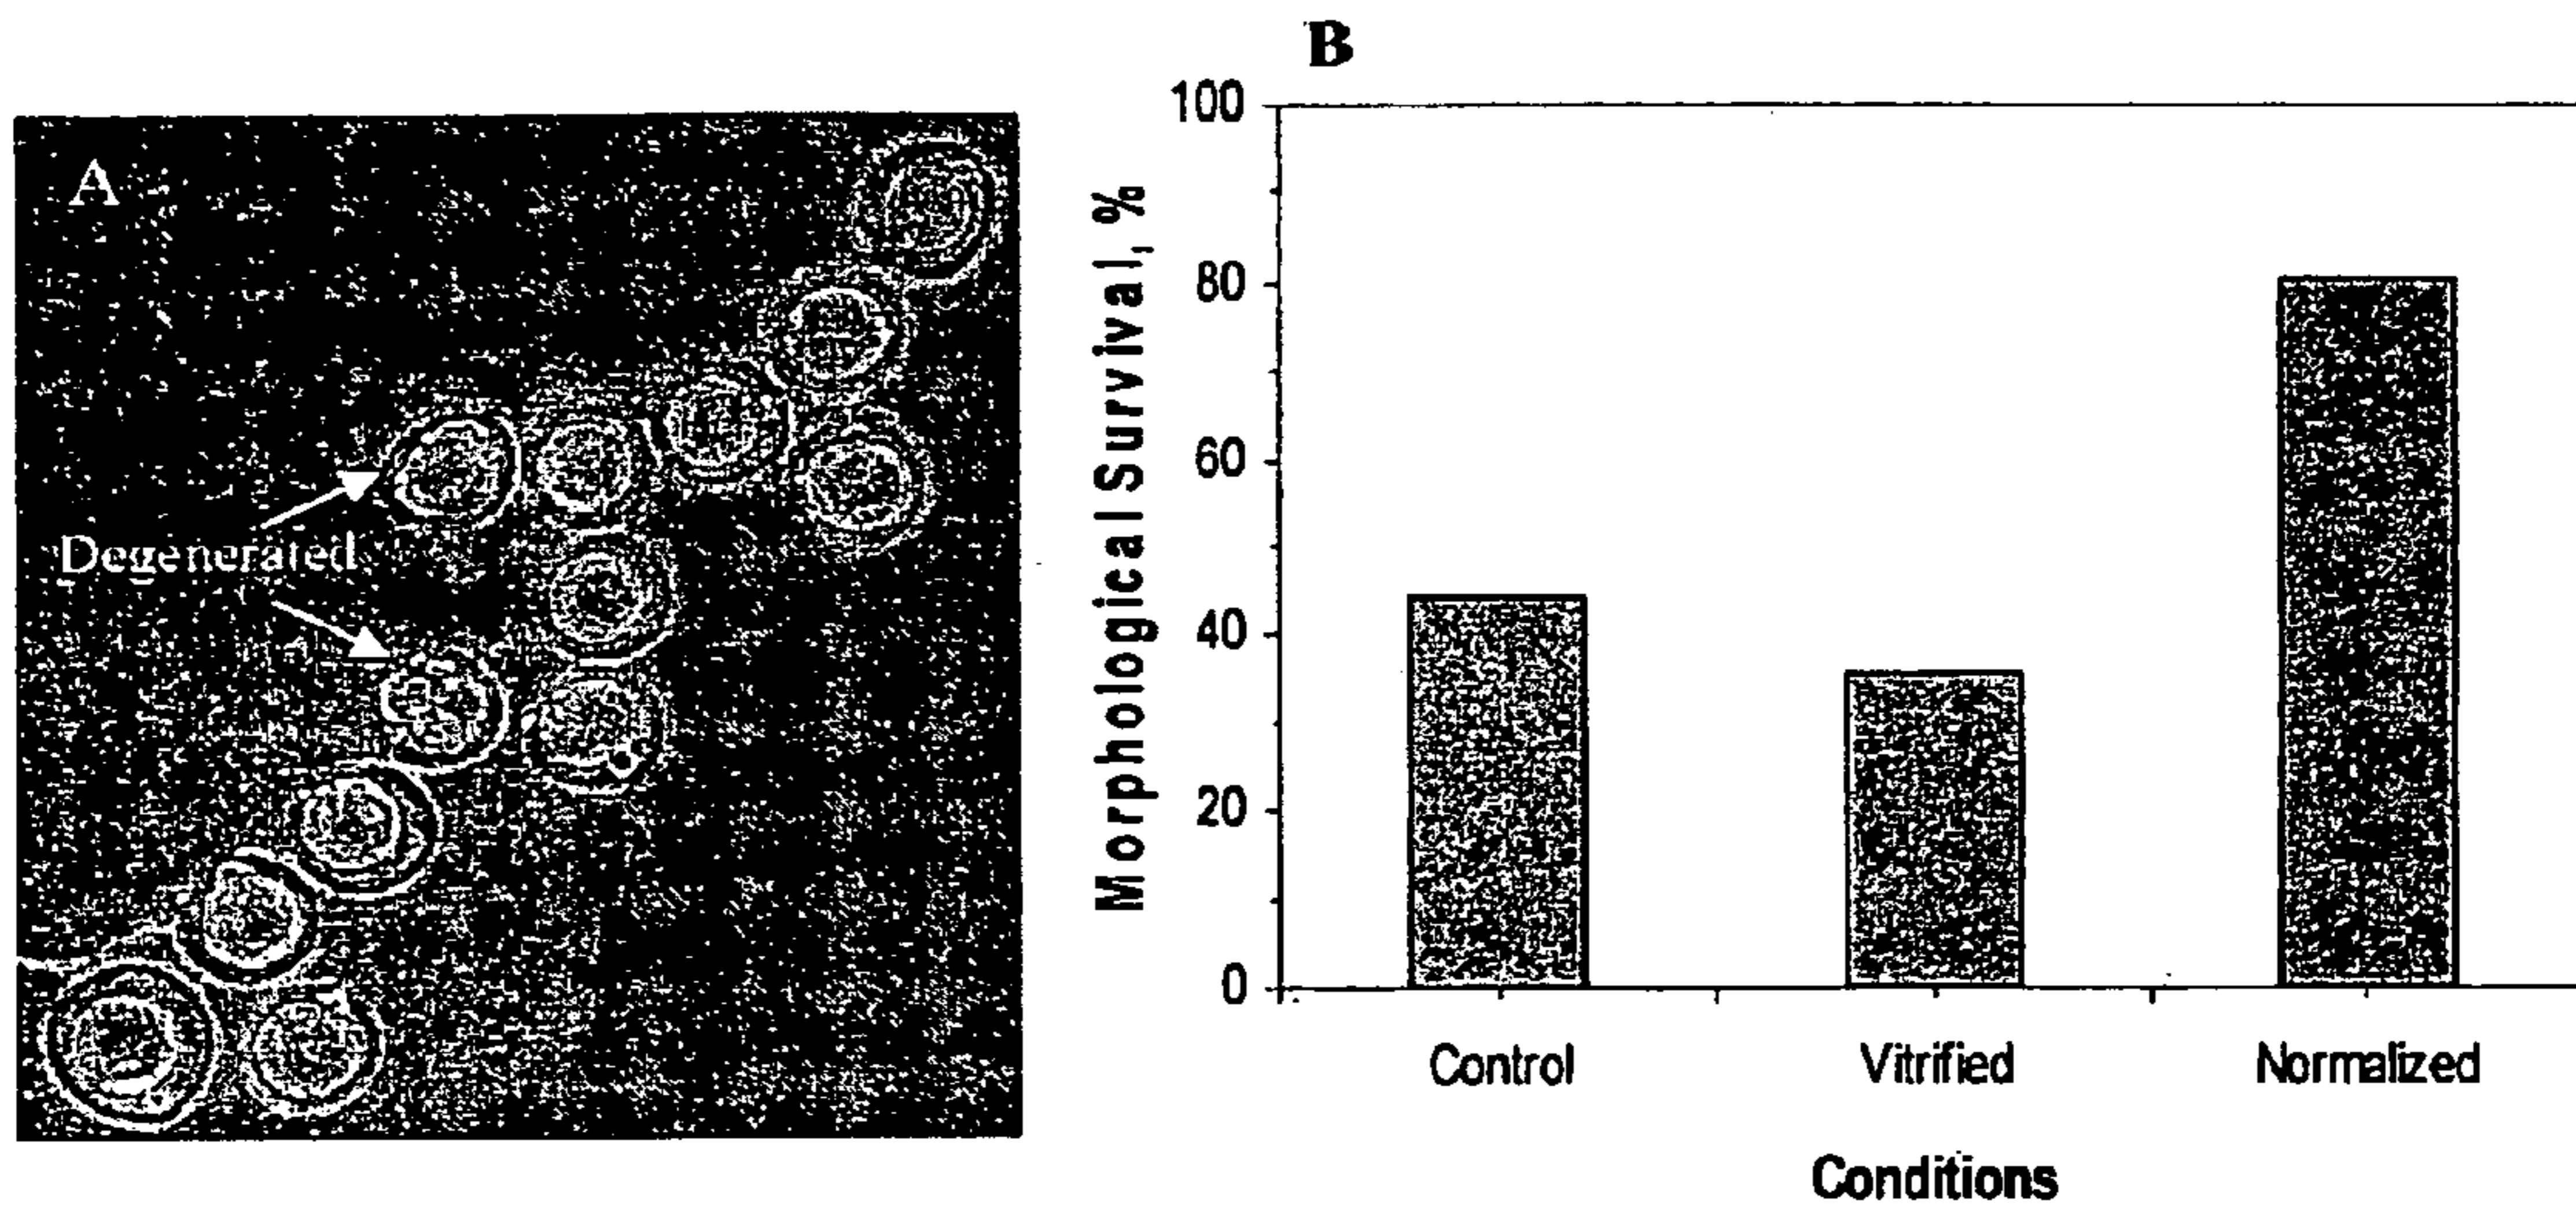 A
Degenerated
B
Morphological Survival, %
100
80
60
40
20
0
Control Vitrified Normalized
Conditions